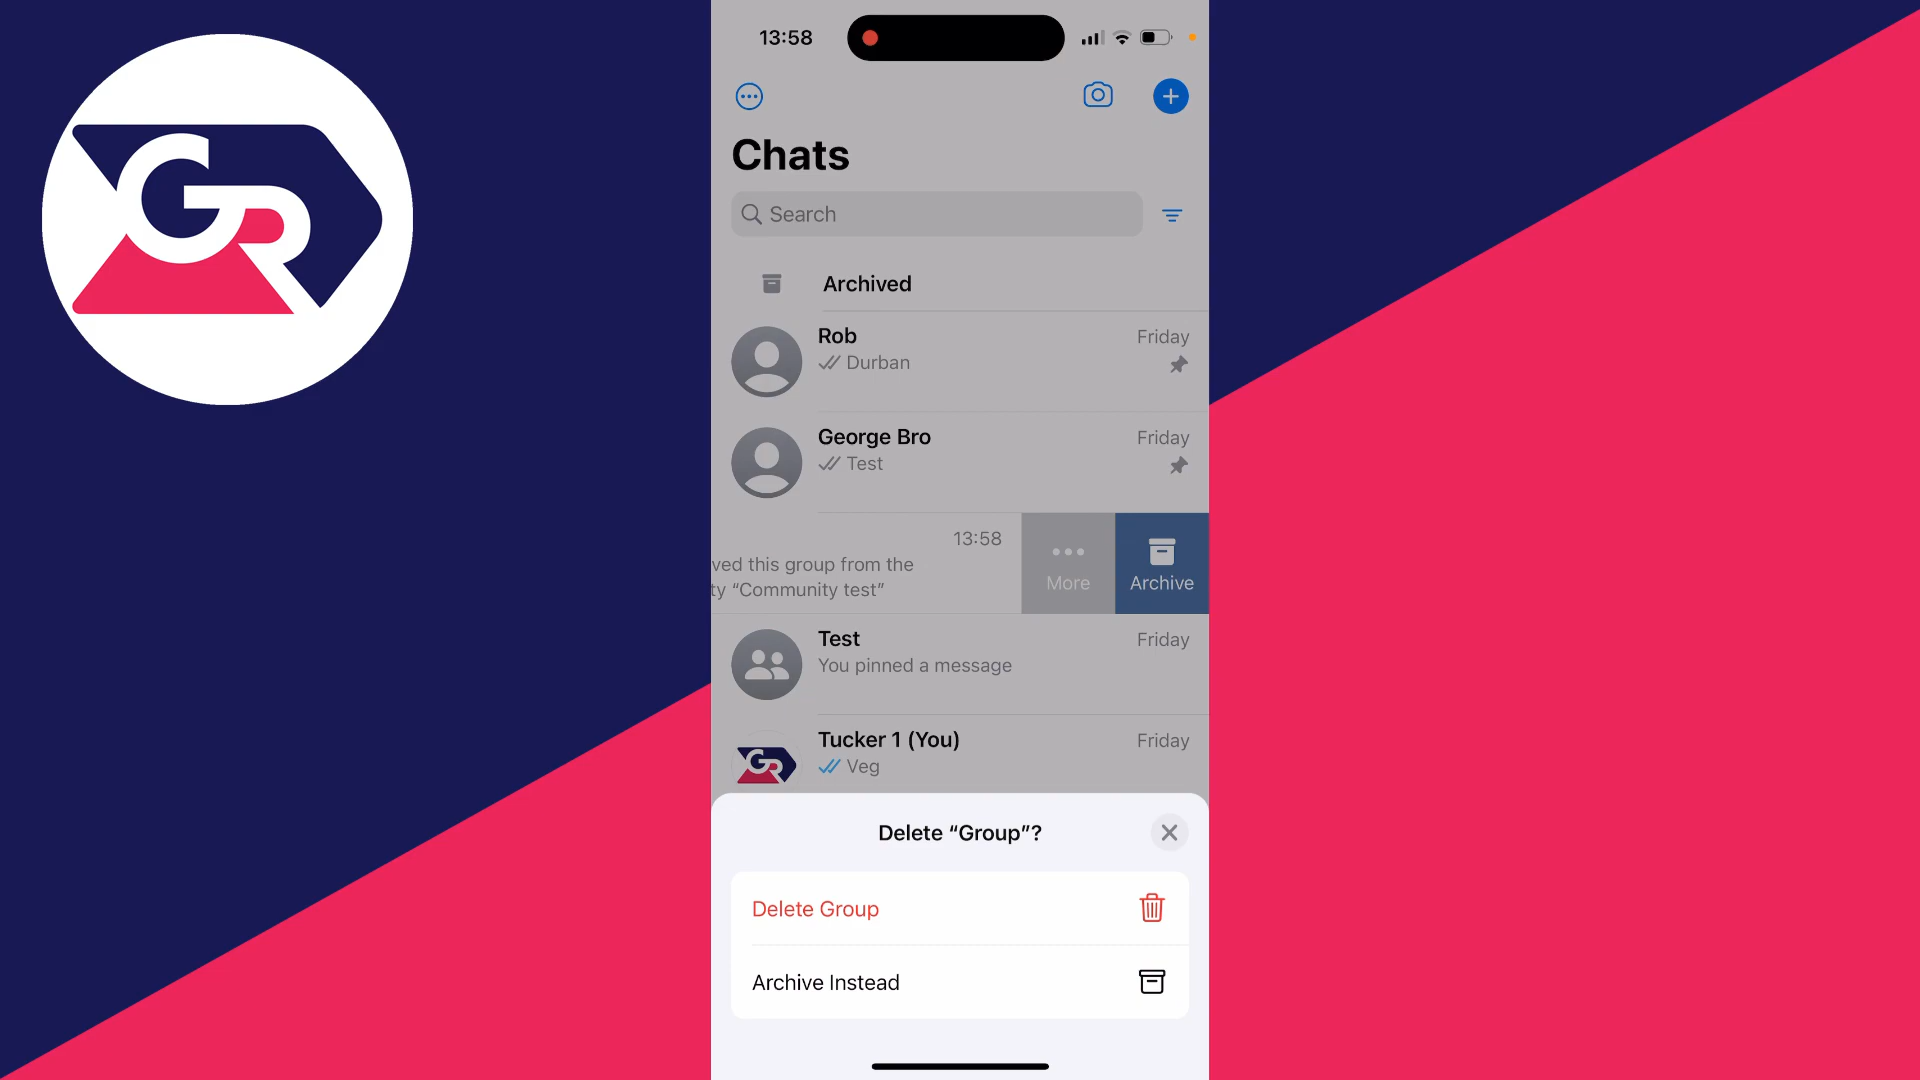 GR
13:58
Chats
Search
Archived
Rob
Friday
Durban
George Bro
Friday
Test
13:58
ved this group from the
ty “Community test”
More
Archive
Test
Friday
You pinned a message
GR
Tucker 1 (You)
Friday
Veg
Delete “Group”?
Delete Group
Archive Instead